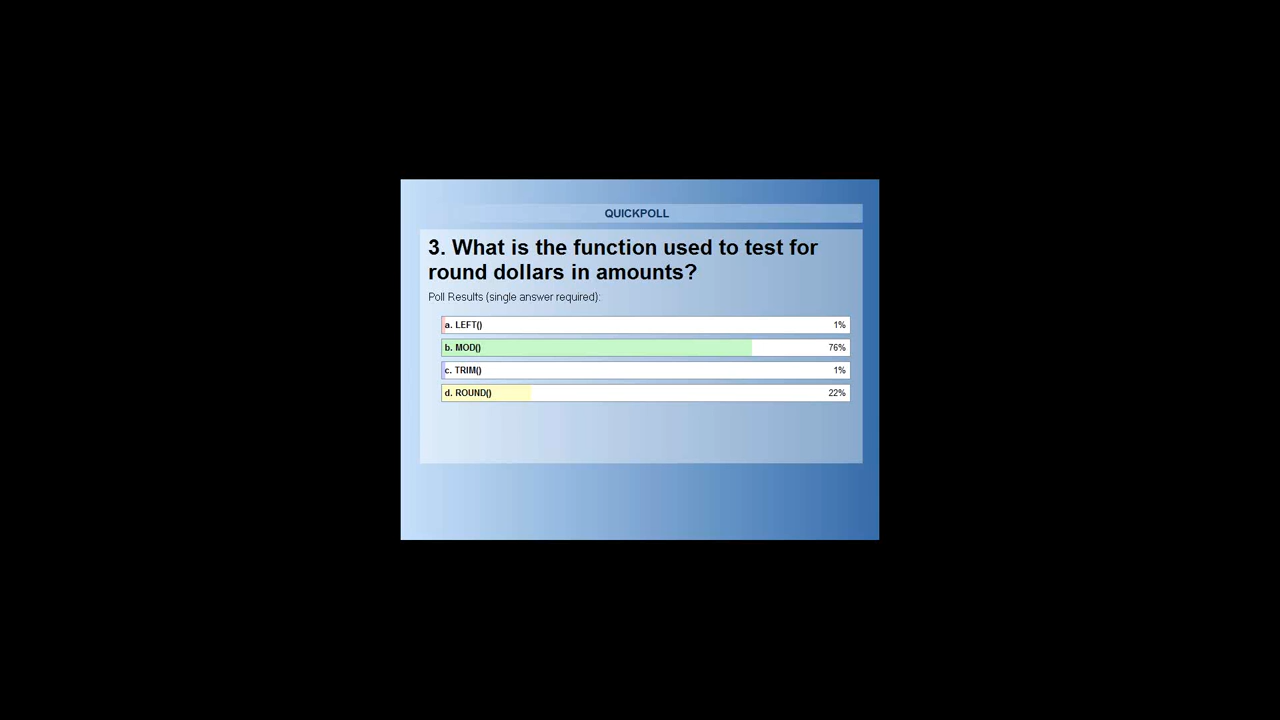 QUICKPOLL
3. What is the function used to test for
round dollars in amounts?
Poll Results (single answer required):
a. LEFT() 1%
b. MOD() 76%
c. TRIM() 1%
d. ROUND() 22%